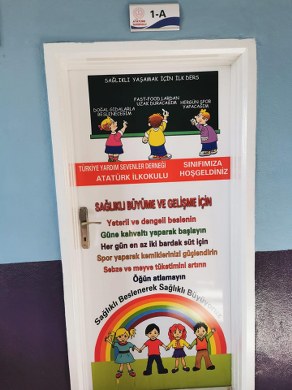 1-A
SAĞLIKLI YAŞAMAK İÇİN İLK DERS
DOĞAL GIDALARLA
BESLENECEĞİM
FAST-FOODLARDAN
UZAK DURACAĞIM
HERGÜN SPOR
YAPACAĞIM
TÜRKİYE YARDIM SEVENLER DERNEĞİ
ATATÜRK İLKOKULU
SINIFIMIZA
HOŞGELDİNİZ
SAĞLIKLI BÜYÜME VE GELİŞME İÇİN
Yeterli ve dengeli beslenin
Güne kahvaltı yaparak başlayın
Her gün en az iki bardak süt için
Spor yaparak kemiklerinizi güçlendirin
Sebze ve meyve tüketimini artırın
Öğün atlamayın
Sağlıklı Beslenerek Sağlıklı Büyüyoruz